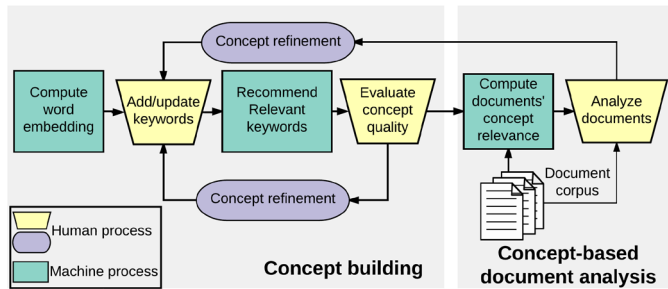 Concept refinement
Compute
word
embedding
Add/update
keywords
Recommend
Relevant
keywords
Evaluate
concept
quality
Compute
documents'
concept
relevance
Analyze
documents
Concept refinement
Document
corpus
Human process
Machine process
Concept building
Concept-based
document analysis